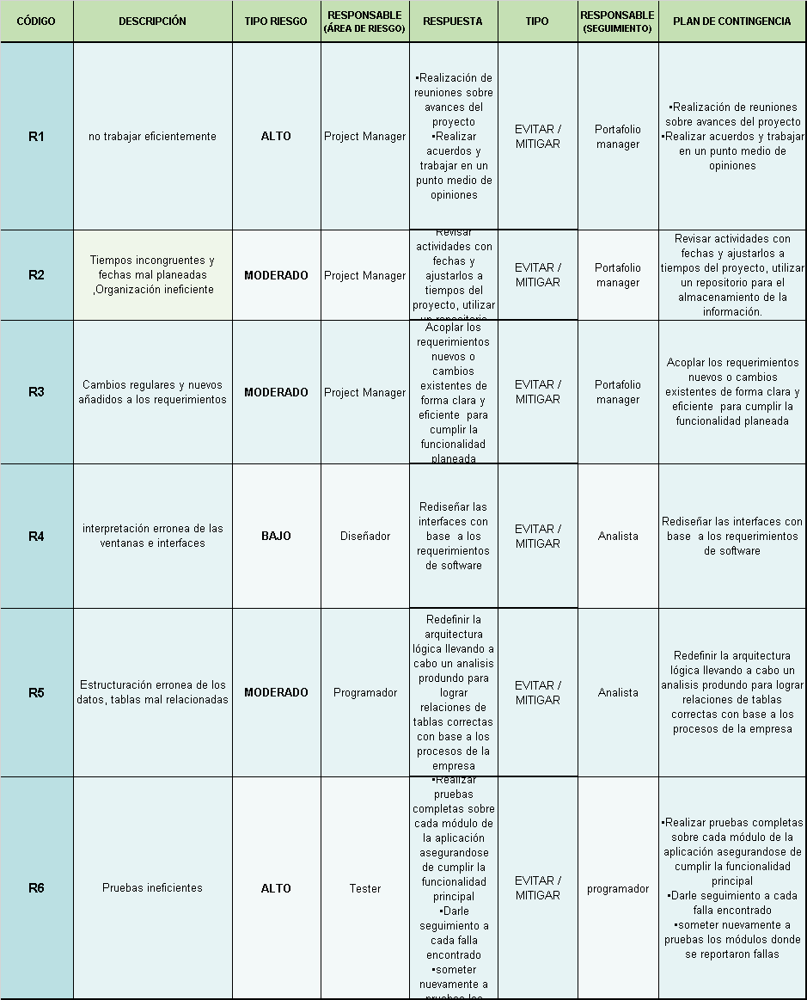 CÓDIGO
DESCRIPCIÓN
TIPO RIESGO
RESPONSABLE
(ÁREA DE RIESGO)
RESPUESTA
TIPO
RESPONSABLE
(SEGUIMIENTO)
PLAN DE CONTINGENCIA
R1
no trabajar eficientemente
ALTO
Project Manager
•Realización de
reuniones sobre
avances del
proyecto
•Realizar
acuerdos y
trabajar en un
punto medio de
opiniones
EVITAR /
MITIGAR
Portafolio
manager
•Realización de reuniones
sobre avances del proyecto
•Realizar acuerdos y trabajar
en un punto medio de
opiniones
R2
Tiempos incongruentes y
fechas mal planeadas
,Organización ineficiente
MODERADO
Project Manager
Revisar
actividades con
fechas y
ajustarlos a
tiempos del
proyecto, utilizar
un repositorio
EVITAR /
MITIGAR
Portafolio
manager
Revisar actividades con
fechas y ajustarlos a
tiempos del proyecto, utilizar
un repositorio para el
almacenamiento de la
información.
R3
Cambios regulares y nuevos
añadidos a los requerimientos
MODERADO
Project Manager
Acoplar los
requerimientos
nuevos o
cambios
existentes de
forma clara y
eficiente para
cumplir la
funcionalidad
planeada
EVITAR /
MITIGAR
Portafolio
manager
Acoplar los requerimientos
nuevos o cambios
existentes de forma clara y
eficiente para cumplir la
funcionalidad planeada
R4
interpretación erronea de las
ventanas e interfaces
BAJO
Diseñador
Rediseñar las
interfaces con
base a los
requerimientos
de software
EVITAR /
MITIGAR
Analista
Rediseñar las interfaces con
base a los requerimientos
de software
R5
Estructuración erronea de los
datos, tablas mal relacionadas
MODERADO
Programador
Redefinir la
arquitectura
lógica llevando a
cabo un analisis
produndo para
lograr
relaciones de
tablas correctas
con base a los
procesos de la
empresa
EVITAR /
MITIGAR
Analista
Redefinir la arquitectura
lógica llevando a cabo un
analisis produndo para lograr
relaciones de tablas
correctas con base a los
procesos de la empresa
R6
Pruebas ineficientes
ALTO
Tester
•Realizar
pruebas
completas sobre
cada módulo de
la aplicación
asegurandose
de cumplir la
funcionalidad
principal
•Darle
seguimiento a
cada falla
encontrado
•someter
nuevamente a
pruebas los
EVITAR /
MITIGAR
programador
•Realizar pruebas completas
sobre cada módulo de la
aplicación asegurandose de
cumplir la funcionalidad
principal
•Darle seguimiento a cada
falla encontrado
•someter nuevamente a
pruebas los módulos donde
se reportaron fallas